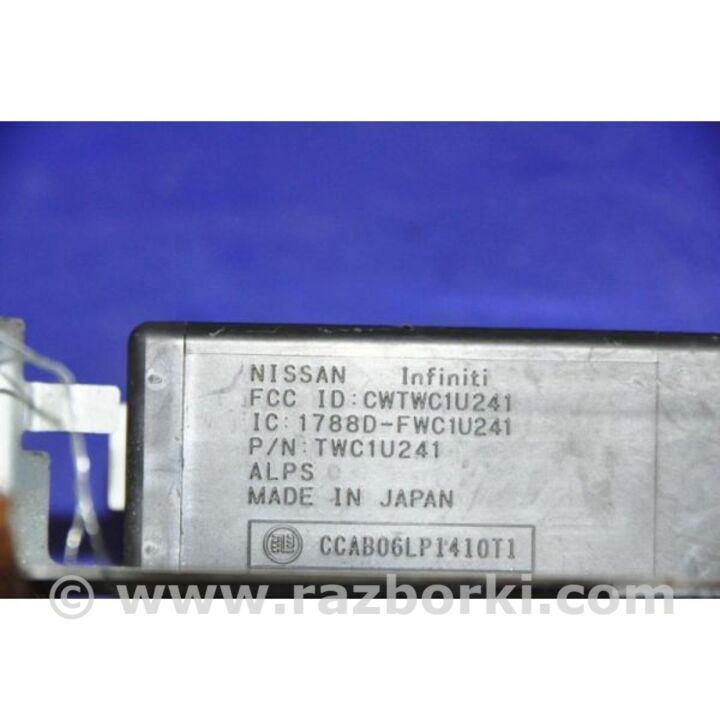 NISSAN Infiniti
FCC ID:CWTWC1U241
IC:1788D-FWC1U241
P/N:TWC1U241
ALPS
MADE IN JAPAN
CCAB06LP1410T1
© www.razborki.com